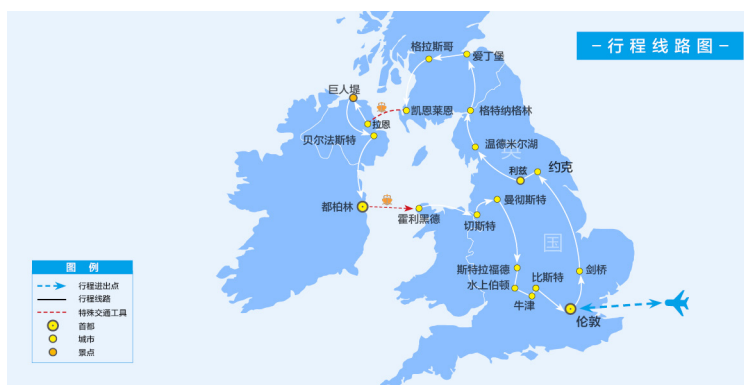 -行程线路图-
格拉斯哥
爱丁堡
巨人堤
拉恩
凯恩莱恩
格特纳格林
贝尔法斯特
温德米尔湖
英
利兹
约克
都柏林
霍利黑德
曼彻斯特
切斯特
国
斯特拉福德
水上伯顿
比斯特
剑桥
牛津
伦敦
图 例
行程进出点
行程线路
特殊交通工具
首都
城市
景点